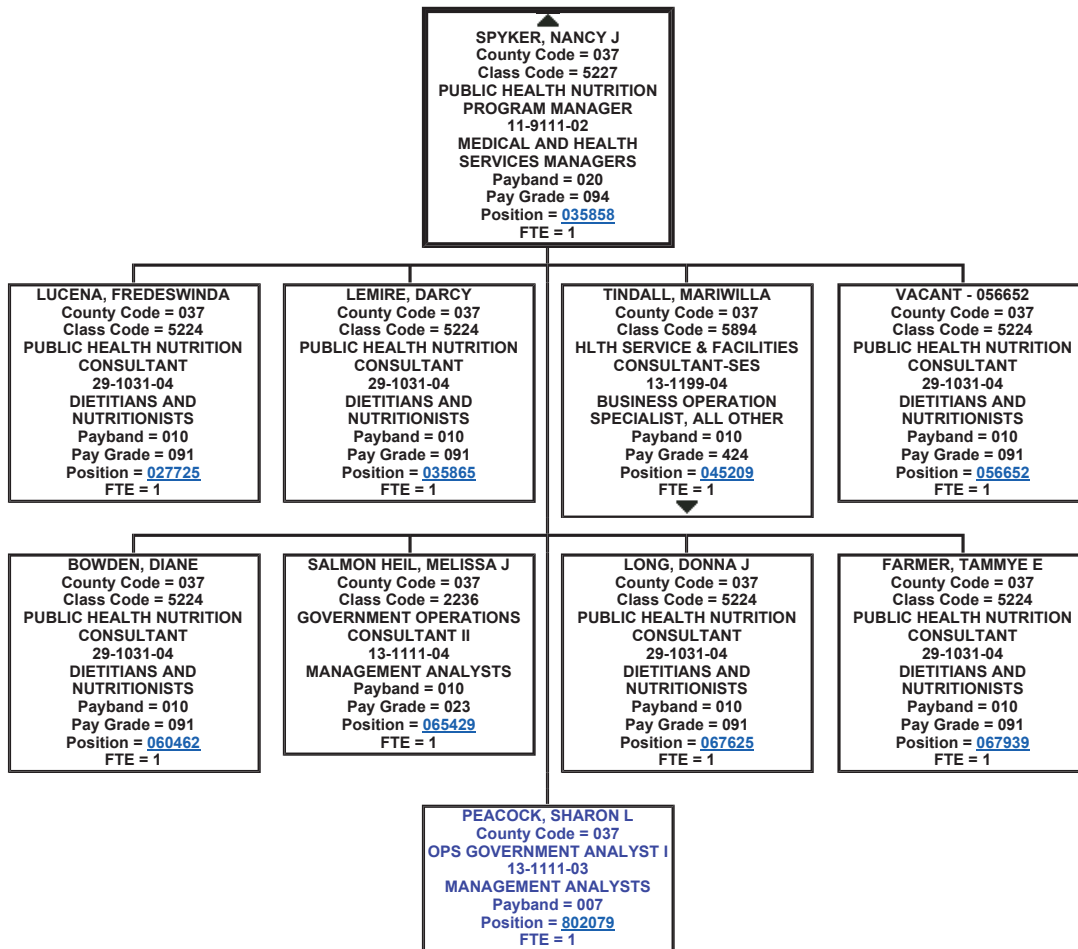 SPYKER, NANCY J
County Code = 037
Class Code = 5227
PUBLIC HEALTH NUTRITION
PROGRAM MANAGER
11-9111-02
MEDICAL AND HEALTH
SERVICES MANAGERS
Payband = 020
Pay Grade = 094
Position = 035858
FTE = 1
LUCENA, FREDESWINDA
County Code = 037
Class Code = 5224
PUBLIC HEALTH NUTRITION
CONSULTANT
29-1031-04
DIETITIANS AND
NUTRITIONISTS
Payband = 010
Pay Grade = 091
Position = 027725
FTE = 1
LEMIRE, DARCY
County Code = 037
Class Code = 5224
PUBLIC HEALTH NUTRITION
CONSULTANT
29-1031-04
DIETITIANS AND
NUTRITIONISTS
Payband = 010
Pay Grade = 091
Position = 035865
FTE = 1
TINDALL, MARIWILLA
County Code = 037
Class Code = 5894
HLTH SERVICE & FACILITIES
CONSULTANT-SES
13-1199-04
BUSINESS OPERATION
SPECIALIST, ALL OTHER
Payband = 010
Pay Grade = 424
Position = 045209
FTE = 1
VACANT - 056652
County Code = 037
Class Code = 5224
PUBLIC HEALTH NUTRITION
CONSULTANT
29-1031-04
DIETITIANS AND
NUTRITIONISTS
Payband = 010
Pay Grade = 091
Position = 056652
FTE = 1
BOWDEN, DIANE
County Code = 037
Class Code = 5224
PUBLIC HEALTH NUTRITION
CONSULTANT
29-1031-04
DIETITIANS AND
NUTRITIONISTS
Payband = 010
Pay Grade = 091
Position = 060462
FTE = 1
SALMON HEIL, MELISSA J
County Code = 037
Class Code = 2236
GOVERNMENT OPERATIONS
CONSULTANT II
13-1111-04
MANAGEMENT ANALYSTS
Payband = 010
Pay Grade = 023
Position = 065429
FTE = 1
LONG, DONNA J
County Code = 037
Class Code = 5224
PUBLIC HEALTH NUTRITION
CONSULTANT
29-1031-04
DIETITIANS AND
NUTRITIONISTS
Payband = 010
Pay Grade = 091
Position = 067625
FTE = 1
FARMER, TAMMYE E
County Code = 037
Class Code = 5224
PUBLIC HEALTH NUTRITION
CONSULTANT
29-1031-04
DIETITIANS AND
NUTRITIONISTS
Payband = 010
Pay Grade = 091
Position = 067939
FTE = 1
PEACOCK, SHARON L
County Code = 037
OPS GOVERNMENT ANALYST I
13-1111-03
MANAGEMENT ANALYSTS
Payband = 007
Position = 802079
FTE = 1